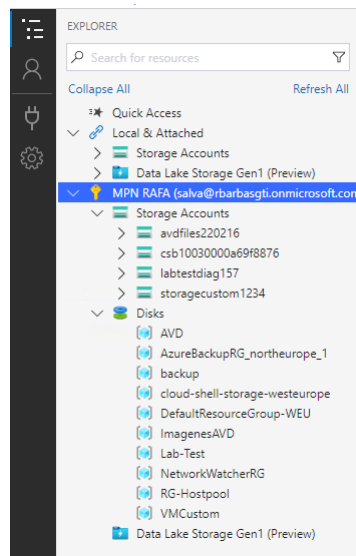 EXPLORER
Search for resources
Collapse All Refresh All
Quick Access
Local & Attached
Storage Accounts
Data Lake Storage Gen1 (Preview)
MPN RAFA (salva@rbarbasgti.onmicrosoft.com
Storage Accounts
avdfiles220216
csb10030000a69f8876
labtestdiag157
storagecustom1234
Disks
AVD
AzureBackupRG_northeurope_1
backup
cloud-shell-storage-westeurope
DefaultResourceGroup-WEU
ImagenesAVD
Lab-Test
NetworkWatcherRG
RG-Hostpool
VMCustom
Data Lake Storage Gen1 (Preview)